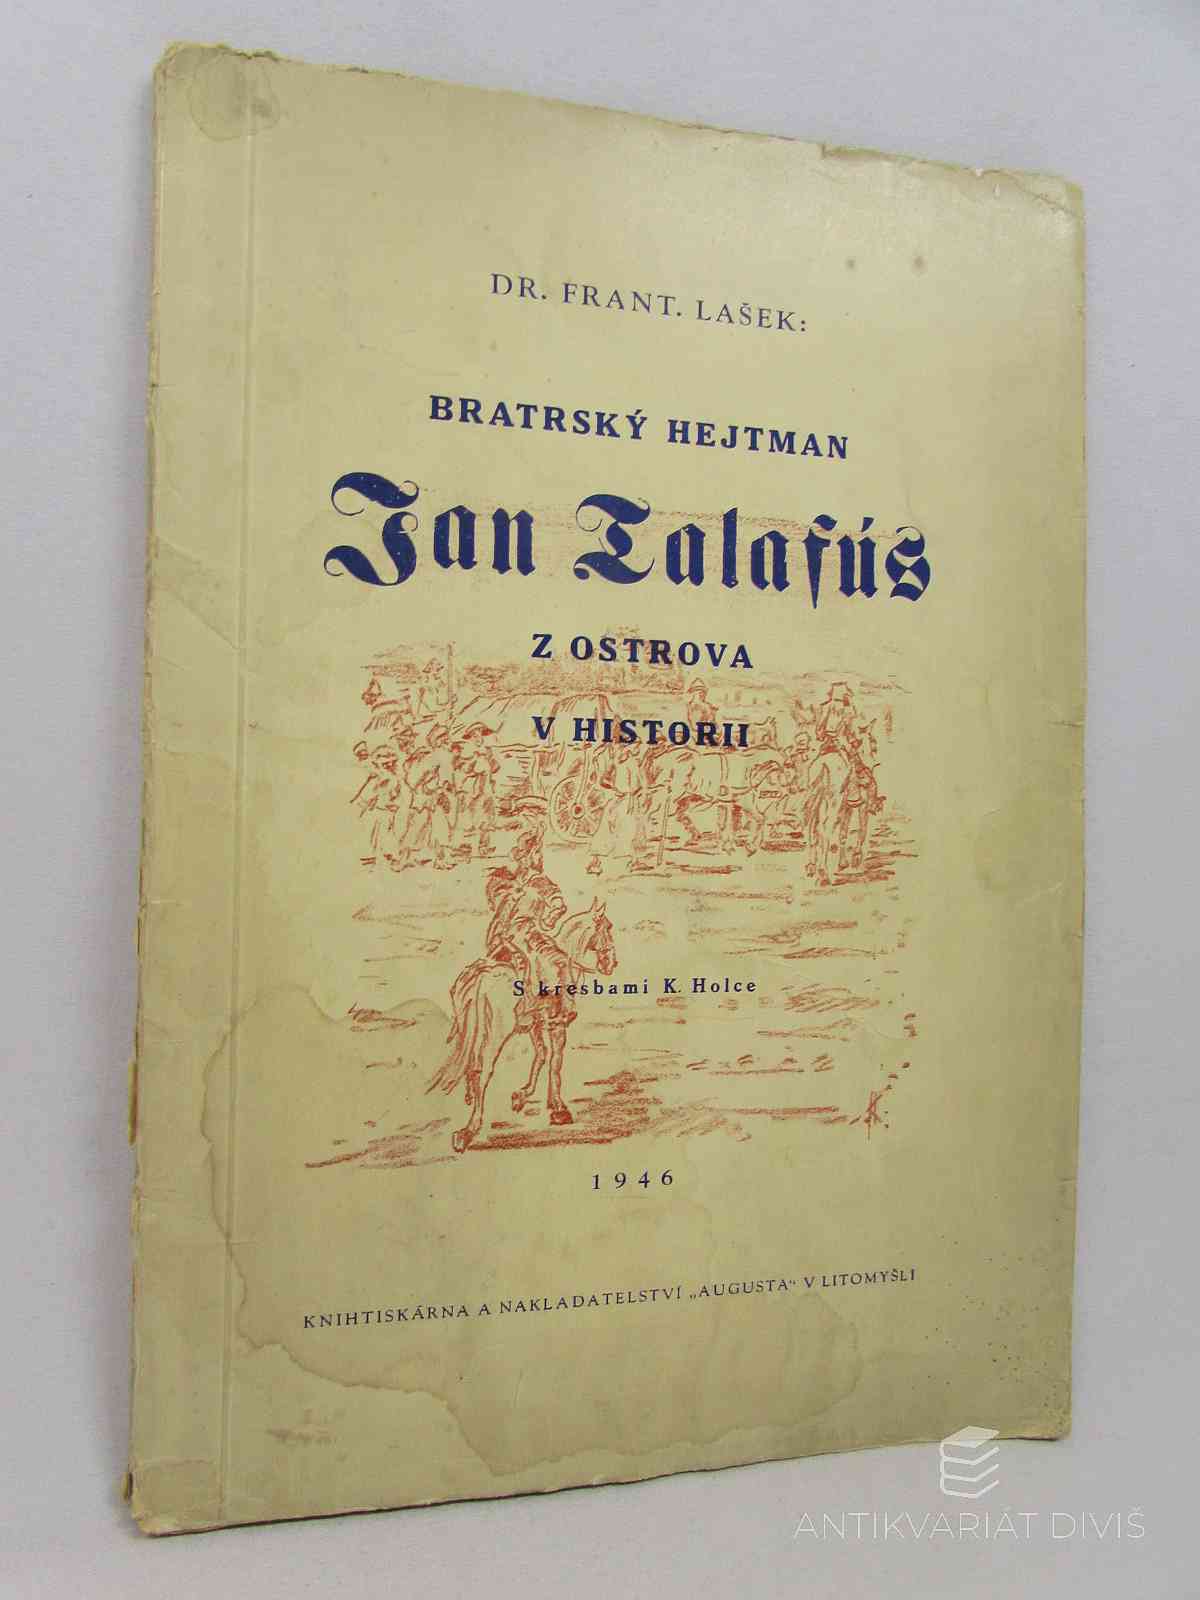 DR. FRANT. LAŠEK:
BRATRSKÝ HEJTMAN
Jan Talafús
Z OSTROVA
V HISTORII
S kresbami K. Holce
1946
KNIHTISKÁRNA A NAKLADATELSTVÍ „AUGUSTA“ V LITOMYŠLI
ANTIKVARIÁT DIVIŠ